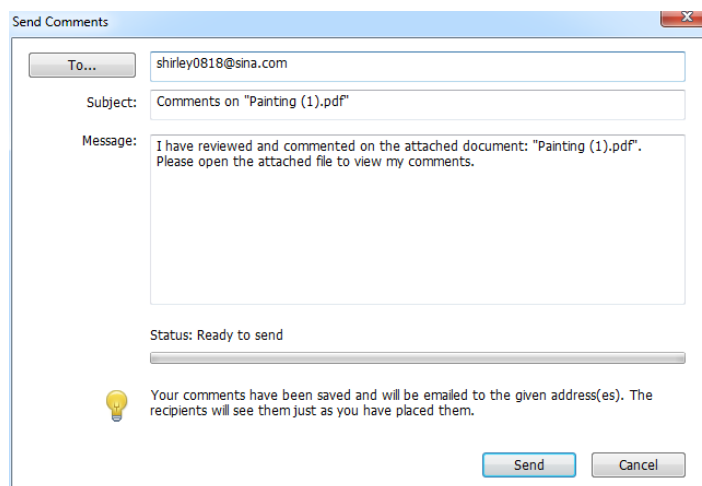 Send Comments
To...
shirley0818@sina.com
Subject:
Comments on "Painting (1).pdf"
Message:
I have reviewed and commented on the attached document: "Painting (1).pdf".
Please open the attached file to view my comments.
Status: Ready to send
Your comments have been saved and will be emailed to the given address(es). The
recipients will see them just as you have placed them.
Send
Cancel